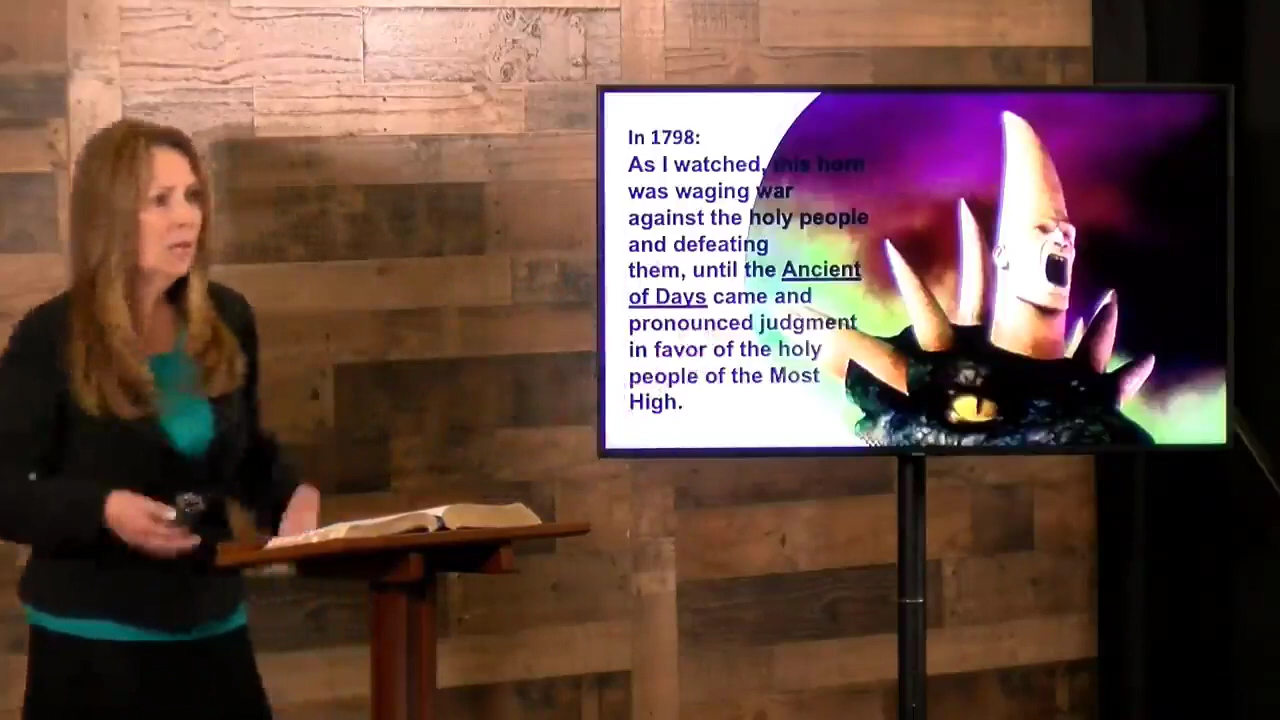 In 1798:
As I watched, this horn
was waging war
against the holy people
and defeating
them, until the Ancient
of Days came and
pronounced judgment
in favor of the holy
people of the Most
High.